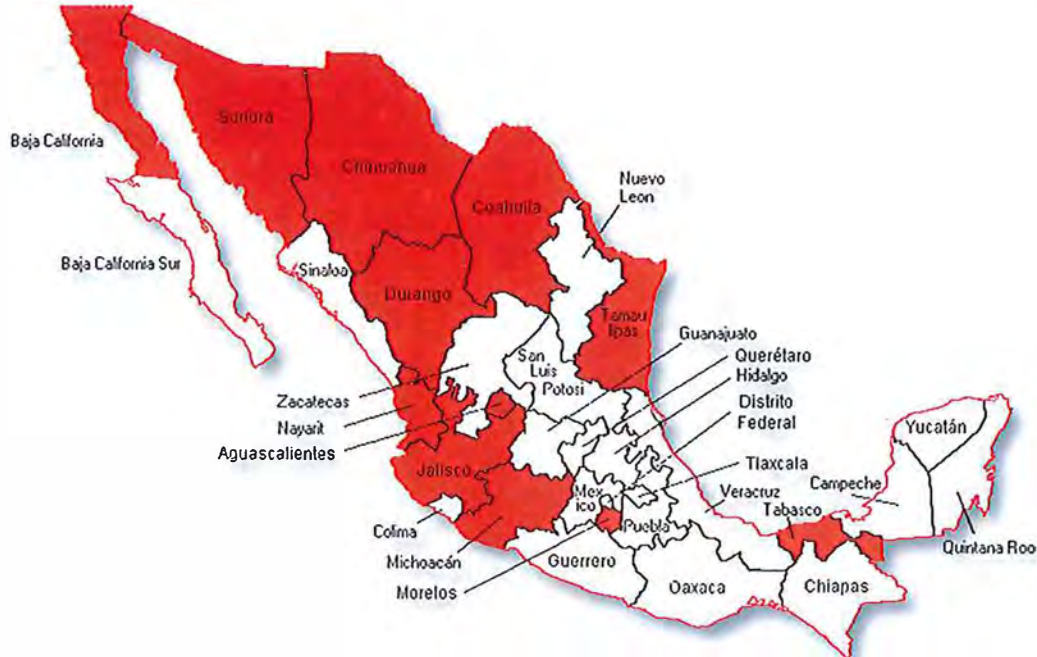 Sonora
Chihuahua
Baja California
Coahuila
Nuevo
Leon
Baja California Sur
Sinaloa
Durango
Tamau
lipas
Guanajuato
San
Luis
Potosi
Querétaro
Hidalgo
Zacatecas
Distrito
Federal
Nayarit
Yucatán
Aguascalientes
Tlaxcala
Jalisco
Campeche
Mex
ico
Veracruz
Tabasco
Colima
Puebla
Quintana Roo
Michoacán
Guerrero
Morelos
Oaxaca
Chiapas